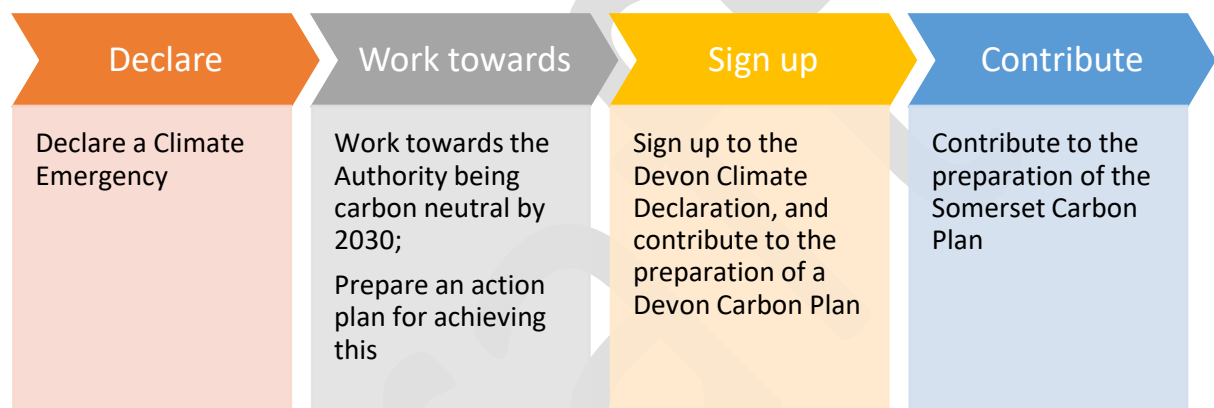 Declare
Declare a Climate
Emergency
Work towards
Work towards the
Authority being
carbon neutral by
2030;
Prepare an action
plan for achieving
this
Sign up
Sign up to the
Devon Climate
Declaration, and
contribute to the
preparation of a
Devon Carbon Plan
Contribute
Contribute to the
preparation of the
Somerset Carbon
Plan